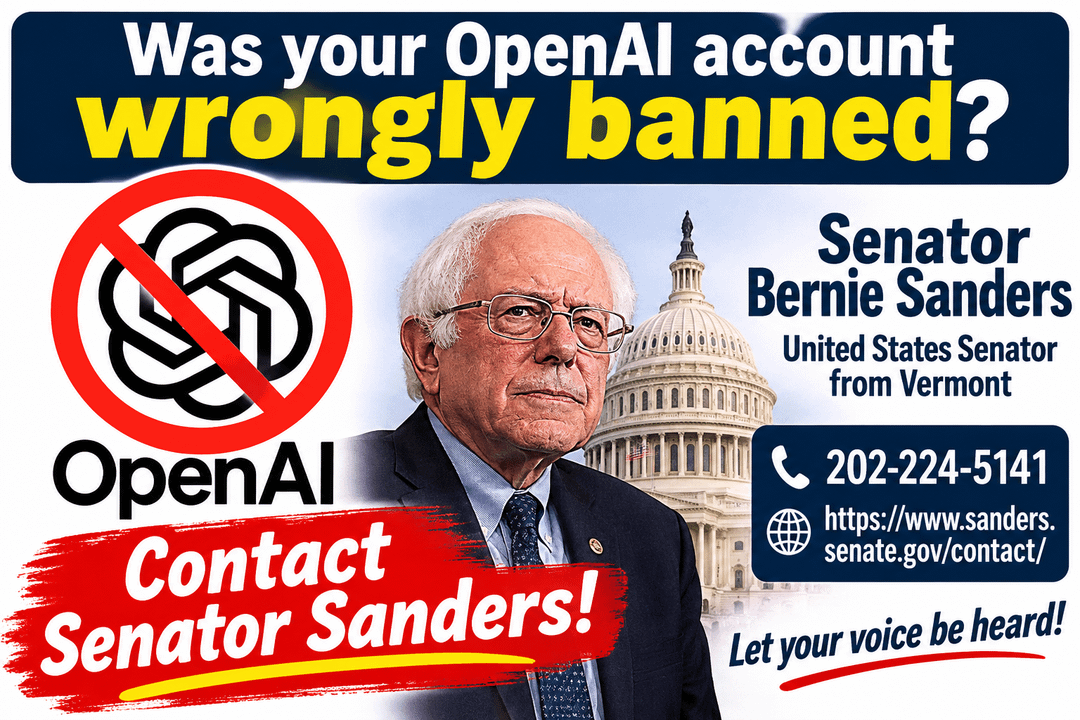 Was your OpenAI account
wrongly banned?
OpenAI
Contact
Senator Sanders!
Senator
Bernie Sanders
United States Senator
from Vermont
202-224-5141
https://www.sanders.
senate.gov/contact/
Let your voice be heard!